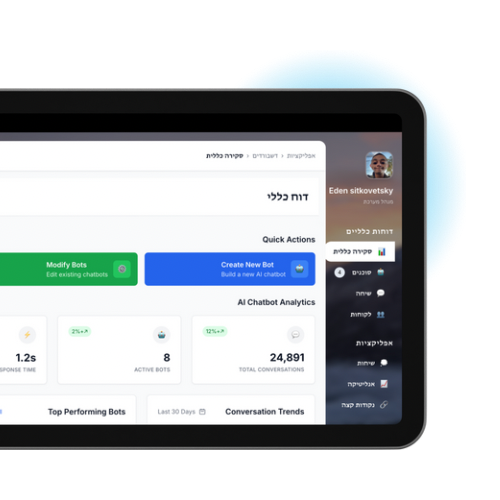 Eden sitkovetsky
מנהל מערכת
דוחות כלליים
סקירה כללית
סוכנים
4
שיחה
לקוחות
אפליקציות
שיחות
אנליטיקה
נקודות קצה
אפליקציות › דשבורדים › סקירה כללית
דוח כללי
Quick Actions
Create New Bot
Build a new AI chatbot
Modify Bots
Edit existing chatbots
AI Chatbot Analytics
12%+↗
24,891
TOTAL CONVERSATIONS
2%+↗
8
ACTIVE BOTS
1.2s
SPONSE TIME
Conversation Trends
Last 30 Days
Top Performing Bots